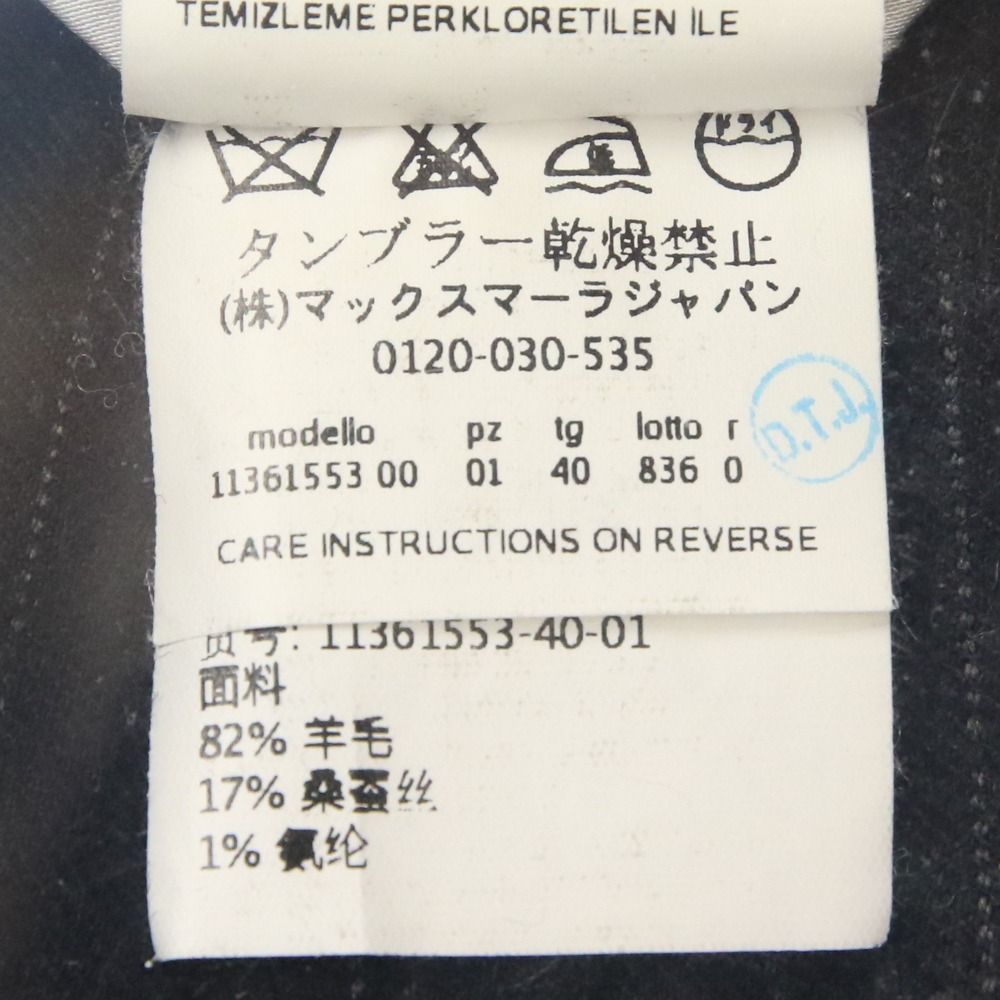 TEMIZLEME PERKLORETILEN ILE
低 ドライ
タンブラー乾燥禁止
(株)マックスマーラジャパン
0120-030-535
D.T.J.
modello pz tg lotto r
11361553 00 01 40 836 0
CARE INSTRUCTIONS ON REVERSE
货号: 11361553-40-01
面料
82% 羊毛
17% 桑蚕丝
1% 氨纶